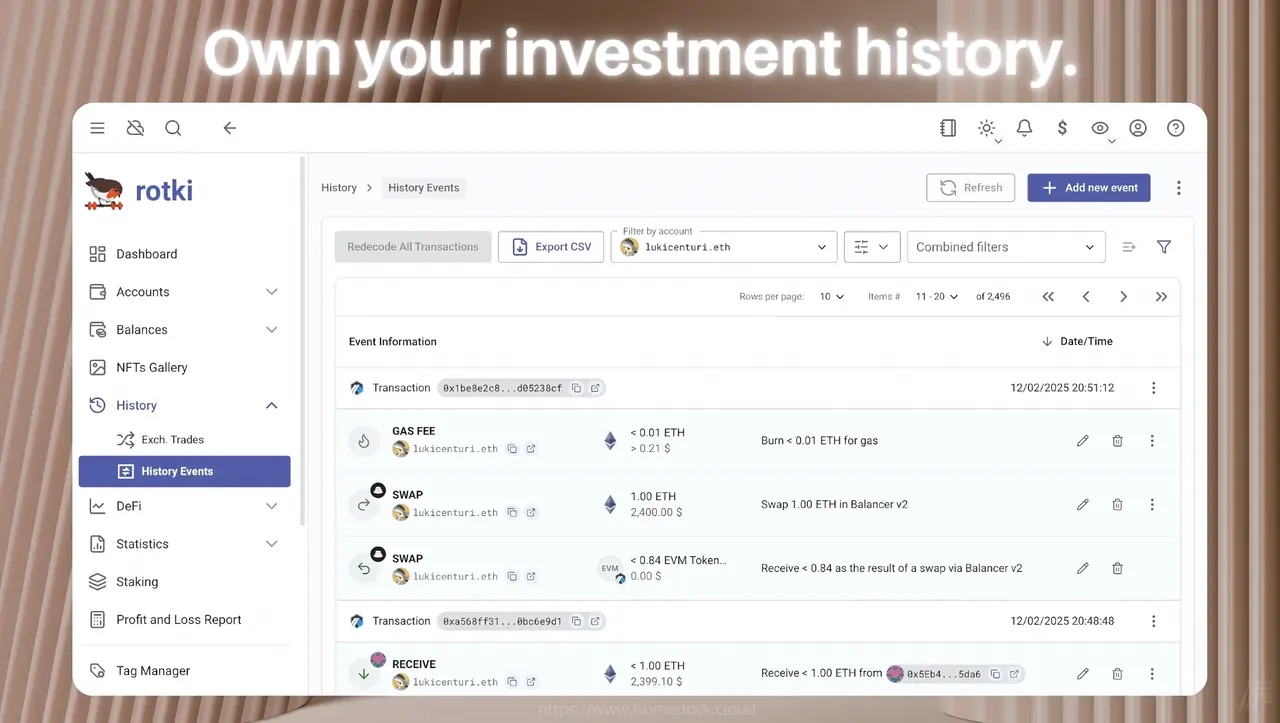 Own your investment history.
rotki
Dashboard
Accounts
Balances
NFTs Gallery
History
Exch. Trades
History Events
DeFi
Statistics
Staking
Profit and Loss Report
Tag Manager
History > History Events
Refresh
+ Add new event
Redecode All Transactions
Export CSV
Filter by account
lukicenturi.eth
Combined filters
Rows per page: 10 Items # 11 - 20 of 2,496
Event Information Date/Time
Transaction 0x1be8e2c8...d05238cf 12/02/2025 20:51:12
GAS FEE
lukicenturi.eth
< 0.01 ETH
> 0.21 $
Burn < 0.01 ETH for gas
SWAP
lukicenturi.eth
1.00 ETH
2,400.00 $
Swap 1.00 ETH in Balancer v2
SWAP
lukicenturi.eth
EVM
< 0.84 EVM Token...
0.00 $
Receive < 0.84 as the result of a swap via Balancer v2
Transaction 0xa568ff31...0bc6e9d1 12/02/2025 20:48:48
RECEIVE
lukicenturi.eth
< 1.00 ETH
2,399.10 $
Receive < 1.00 ETH from 0x5Eb4...5da6
https://www.homedock.cloud